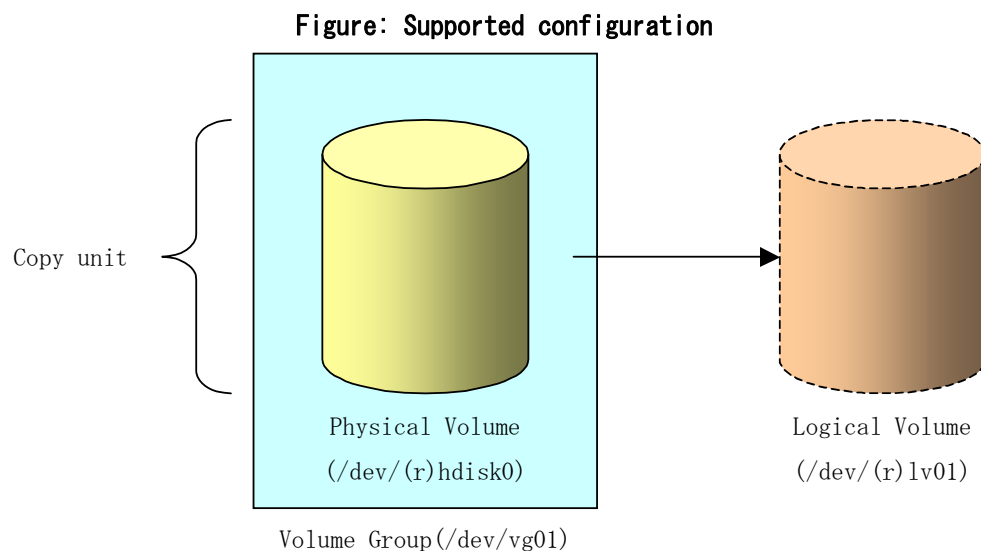 Figure: Supported configuration
Copy unit
Physical Volume
(/dev/(r)hdisk0)
Logical Volume
(/dev/(r)lv01)
Volume Group(/dev/vg01)